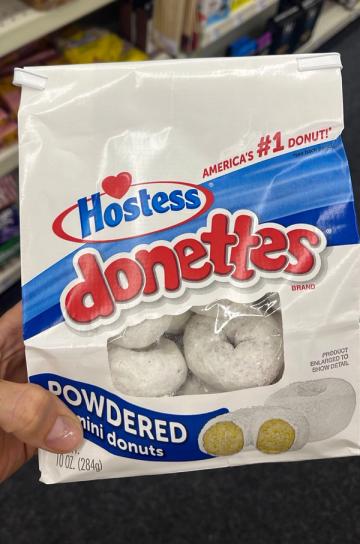 AMERICA'S #1 DONUT!*
Hostess®
donettes®
BRAND
PRODUCT
ENLARGED TO
SHOW DETAIL
POWDERED
mini donuts
10 OZ. (284g)